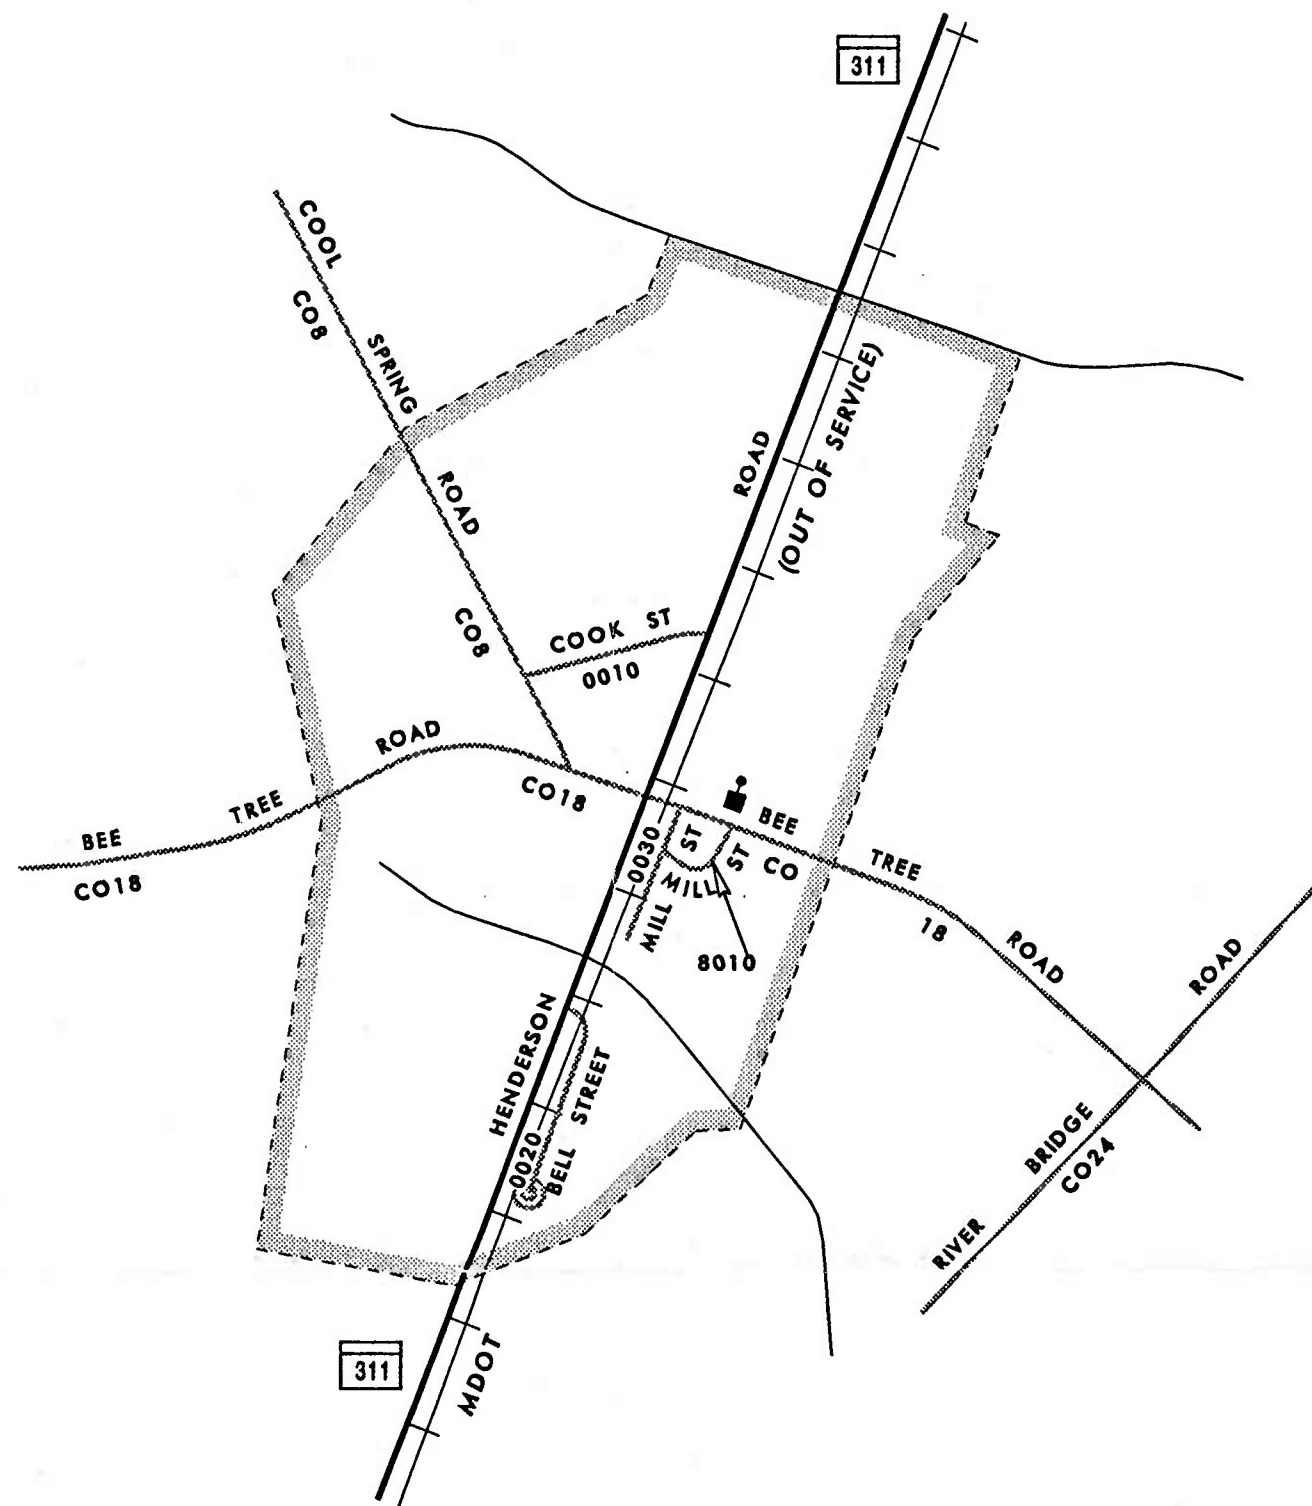 311
COOL SPRING ROAD
CO8
(OUT OF SERVICE)
ROAD
CO8
COOK ST
0010
ROAD
CO18
TREE
BEE
CO18
BEE
TREE
ROAD
CO
18
0030
ST
ST
MILL
MILL
8010
ROAD
BRIDGE
CO24
RIVER
HENDERSON
STREET
BELL
0020
311
MDOT